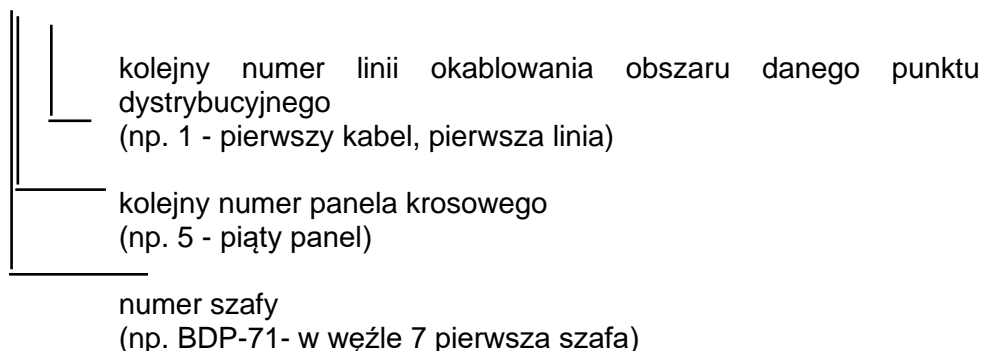 kolejny numer linii okablowania obszaru danego punktu
dystrybucyjnego
(np. 1 - pierwszy kabel, pierwsza linia)
kolejny numer panela krosowego
(np. 5 - piąty panel)
numer szafy
(np. BDP-71- w węźle 7 pierwsza szafa)